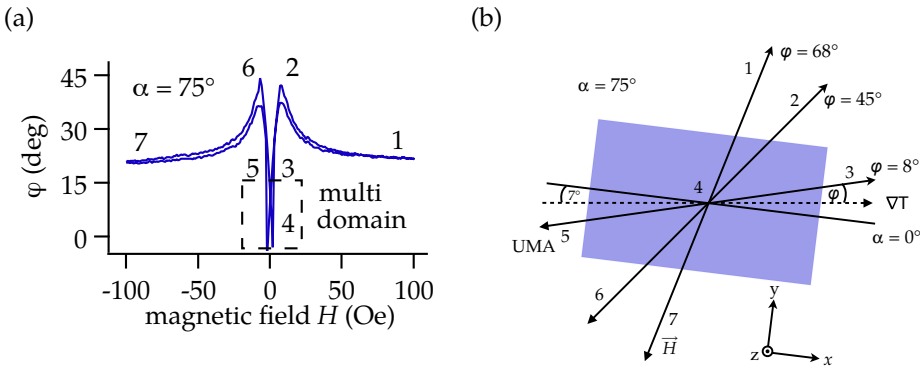 (a)
φ (deg)
45
30
15
0
α = 75°
6
2
7
1
5
3
4
multi
domain
-100
-50
0
50
100
magnetic field H (Oe)
(b)
α = 75°
1
φ = 68°
2
φ = 45°
3
φ = 8°
4
7°
φ
∇T
α = 0°
5
UMA
6
7
H
y
z
x